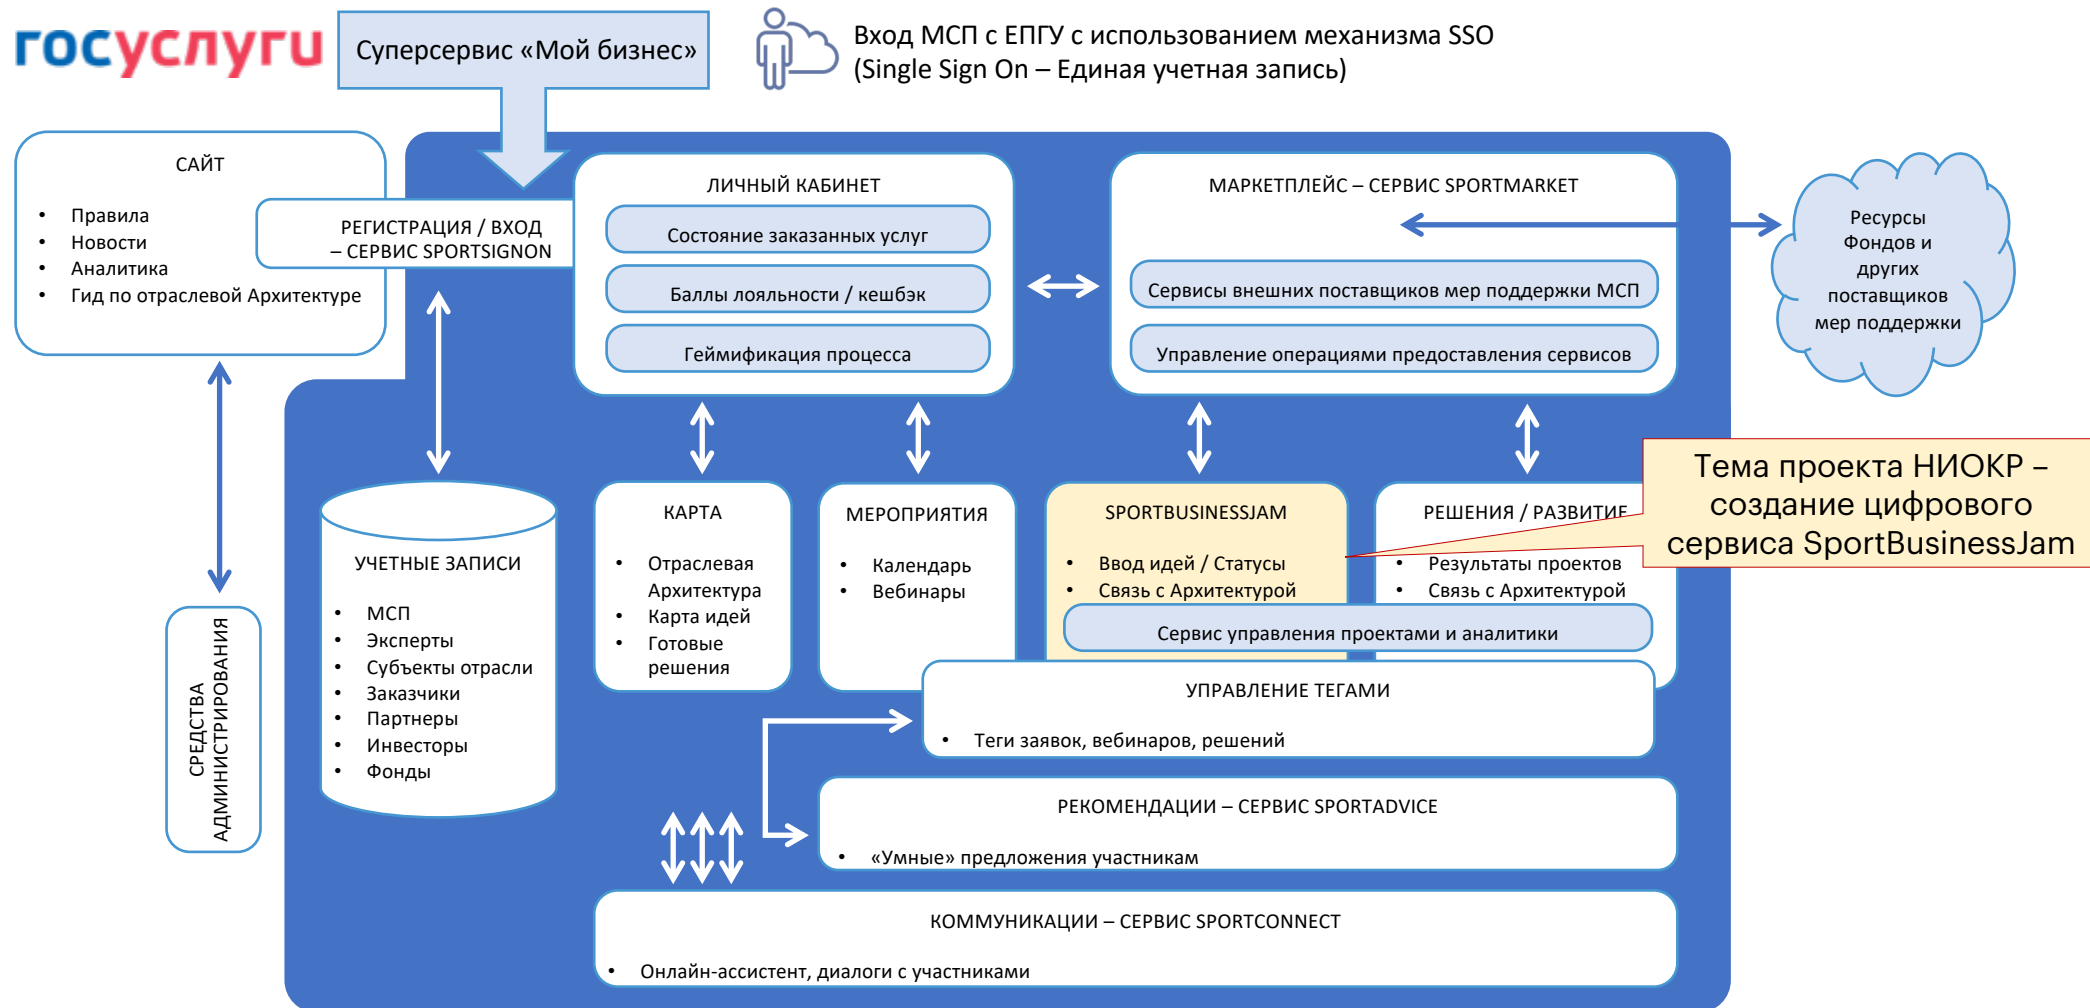 госуслуги
Суперсервис «Мой бизнес»
Вход МСП с ЕПГУ с использованием механизма SSO
(Single Sign On – Единая учетная запись)
САЙТ
• Правила
• Новости
• Аналитика
• Гид по отраслевой Архитектуре
РЕГИСТРАЦИЯ / ВХОД
– СЕРВИС SPORTSIGNON
ЛИЧНЫЙ КАБИНЕТ
Состояние заказанных услуг
Баллы лояльности / кешбэк
Геймификация процесса
МАРКЕТПЛЕЙС – СЕРВИС SPORTMARKET
Сервисы внешних поставщиков мер поддержки МСП
Управление операциями предоставления сервисов
Ресурсы
Фондов и
других
поставщиков
мер поддержки
Тема проекта НИОКР –
создание цифрового
сервиса SportBusinessJam
СРЕДСТВА
АДМИНИСТРИРОВАНИЯ
УЧЕТНЫЕ ЗАПИСИ
• МСП
• Эксперты
• Субъекты отрасли
• Заказчики
• Партнеры
• Инвесторы
• Фонды
КАРТА
• Отраслевая
Архитектура
• Карта идей
• Готовые
решения
МЕРОПРИЯТИЯ
• Календарь
• Вебинары
SPORTBUSINESSJAM
• Ввод идей / Статусы
• Связь с Архитектурой
РЕШЕНИЯ / РАЗВИТИЕ
• Результаты проектов
• Связь с Архитектурой
Сервис управления проектами и аналитики
УПРАВЛЕНИЕ ТЕГАМИ
• Теги заявок, вебинаров, решений
РЕКОМЕНДАЦИИ – СЕРВИС SPORTADVICE
• «Умные» предложения участникам
КОММУНИКАЦИИ – СЕРВИС SPORTCONNECT
• Онлайн-ассистент, диалоги с участниками